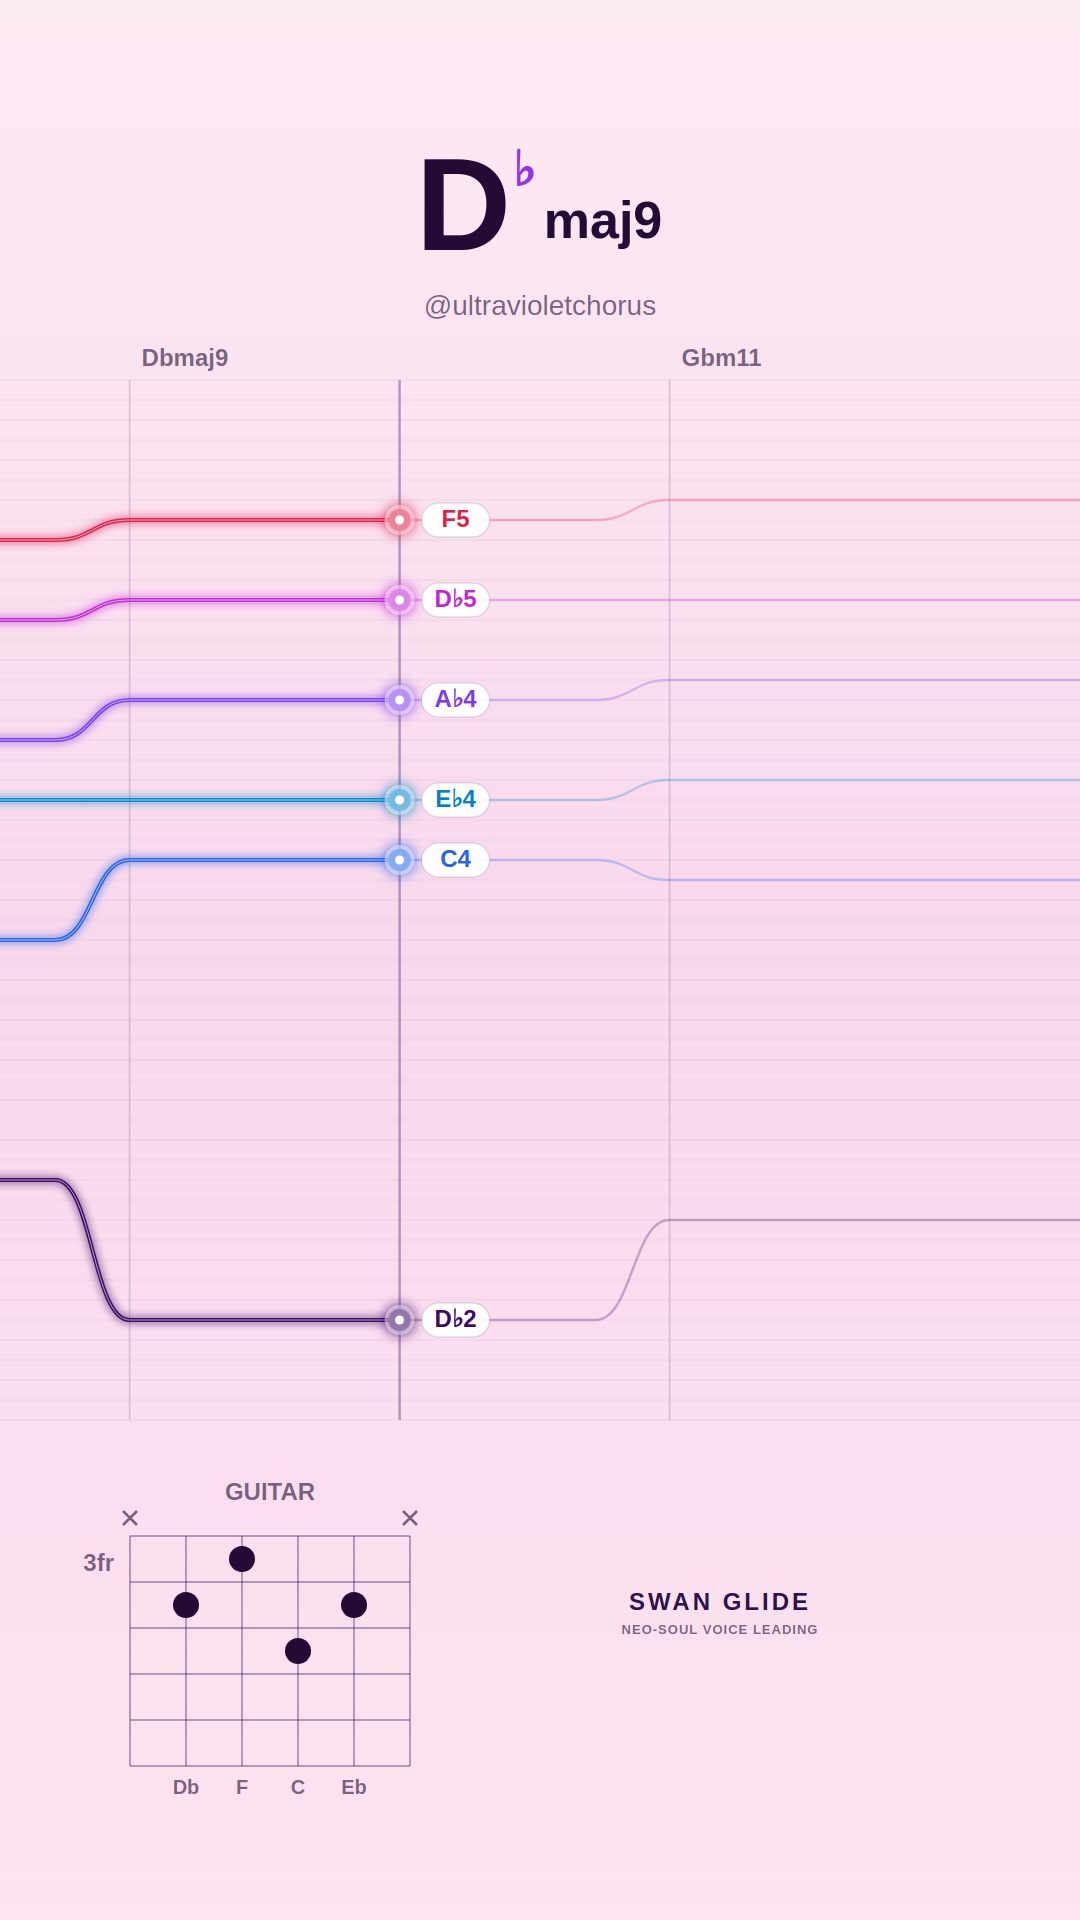 D♭maj9
@ultravioletchorus
Dbmaj9 Gbm11
F5
D♭5
A♭4
E♭4
C4
D♭2
GUITAR
× ×
3fr
Db F C Eb
SWAN GLIDE
NEO-SOUL VOICE LEADING